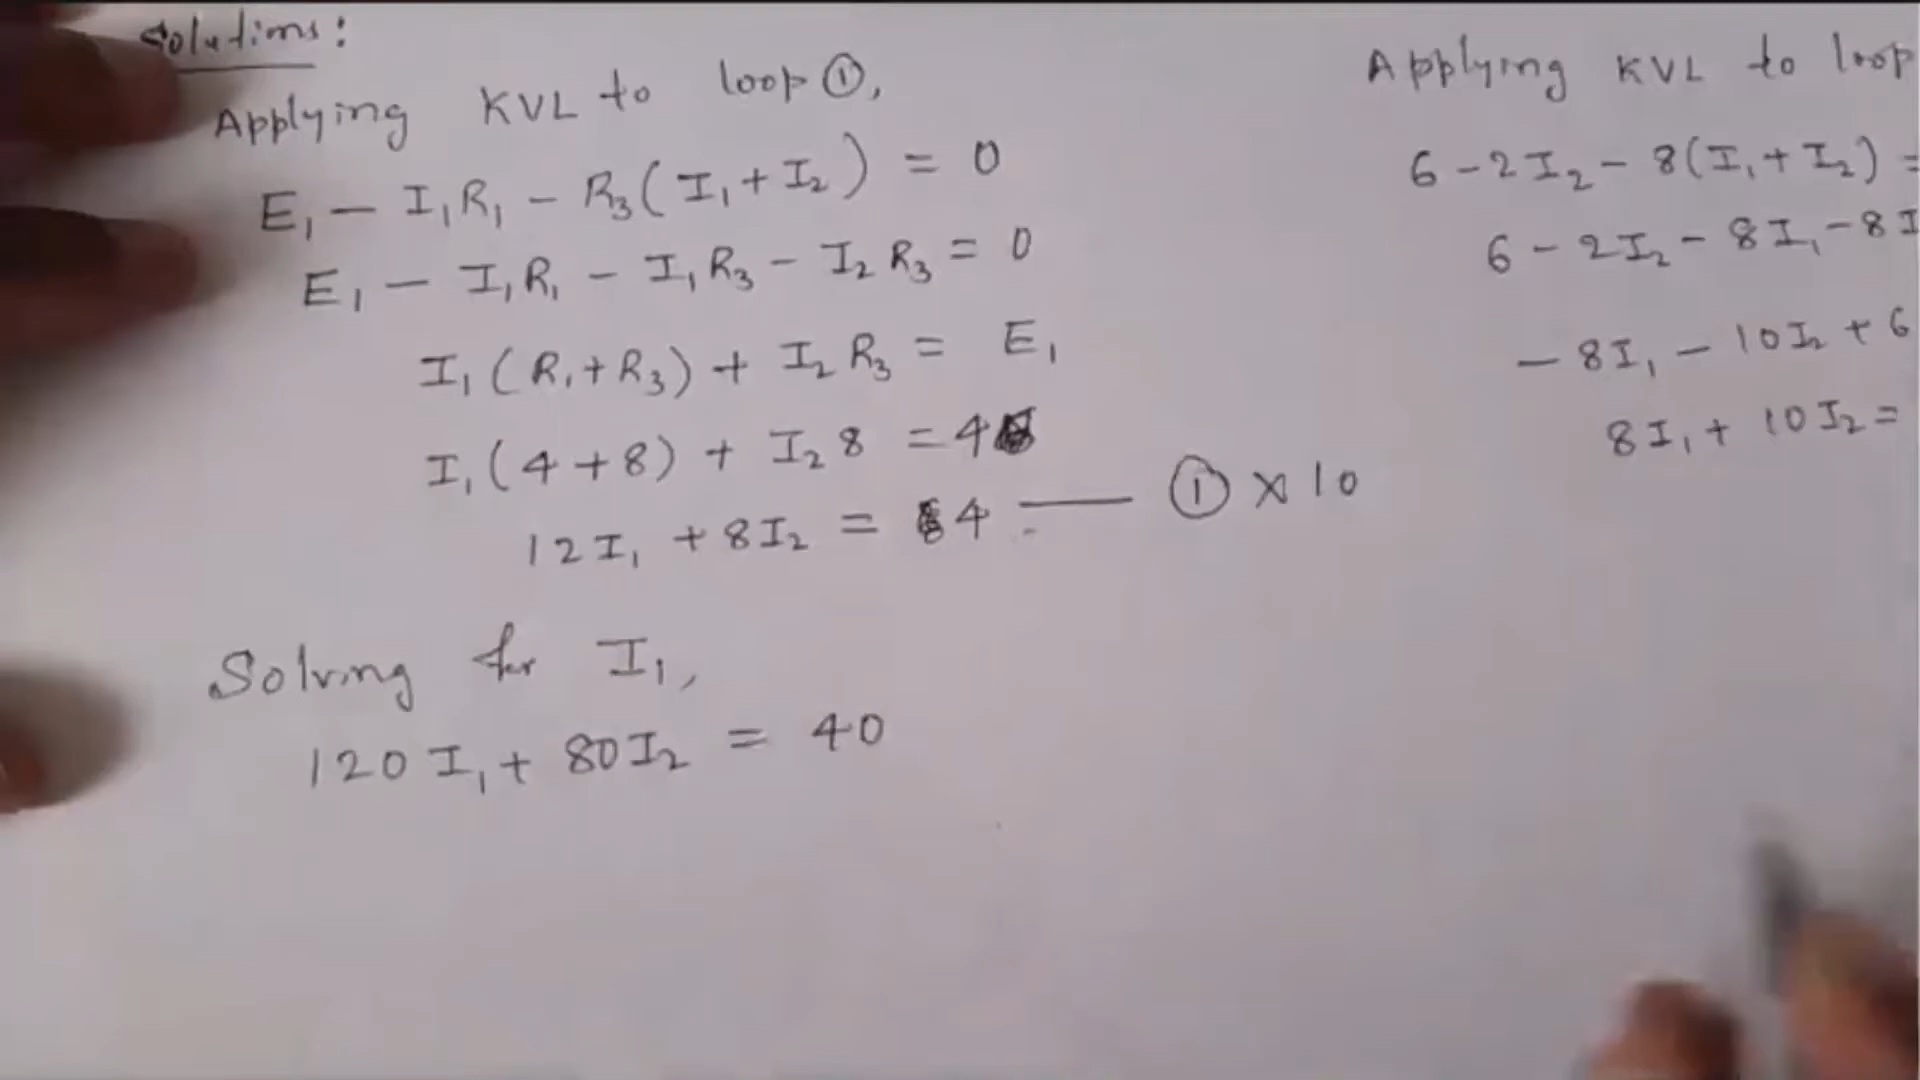 Solutions:
Applying KVL to loop ①,
E₁ − I₁R₁ − R₃(I₁+I₂) = 0
E₁ − I₁R₁ − I₁R₃ − I₂R₃ = 0
I₁(R₁+R₃) + I₂R₃ = E₁
I₁(4+8) + I₂8 = 4
12I₁ + 8I₂ = 4 — ① × 10
Solving for I₁,
120I₁ + 80I₂ = 40
Applying KVL to loop
6 − 2I₂ − 8(I₁+I₂) =
6 − 2I₂ − 8I₁ − 8I
− 8I₁ − 10I₂ + 6
8I₁ + 10I₂ =